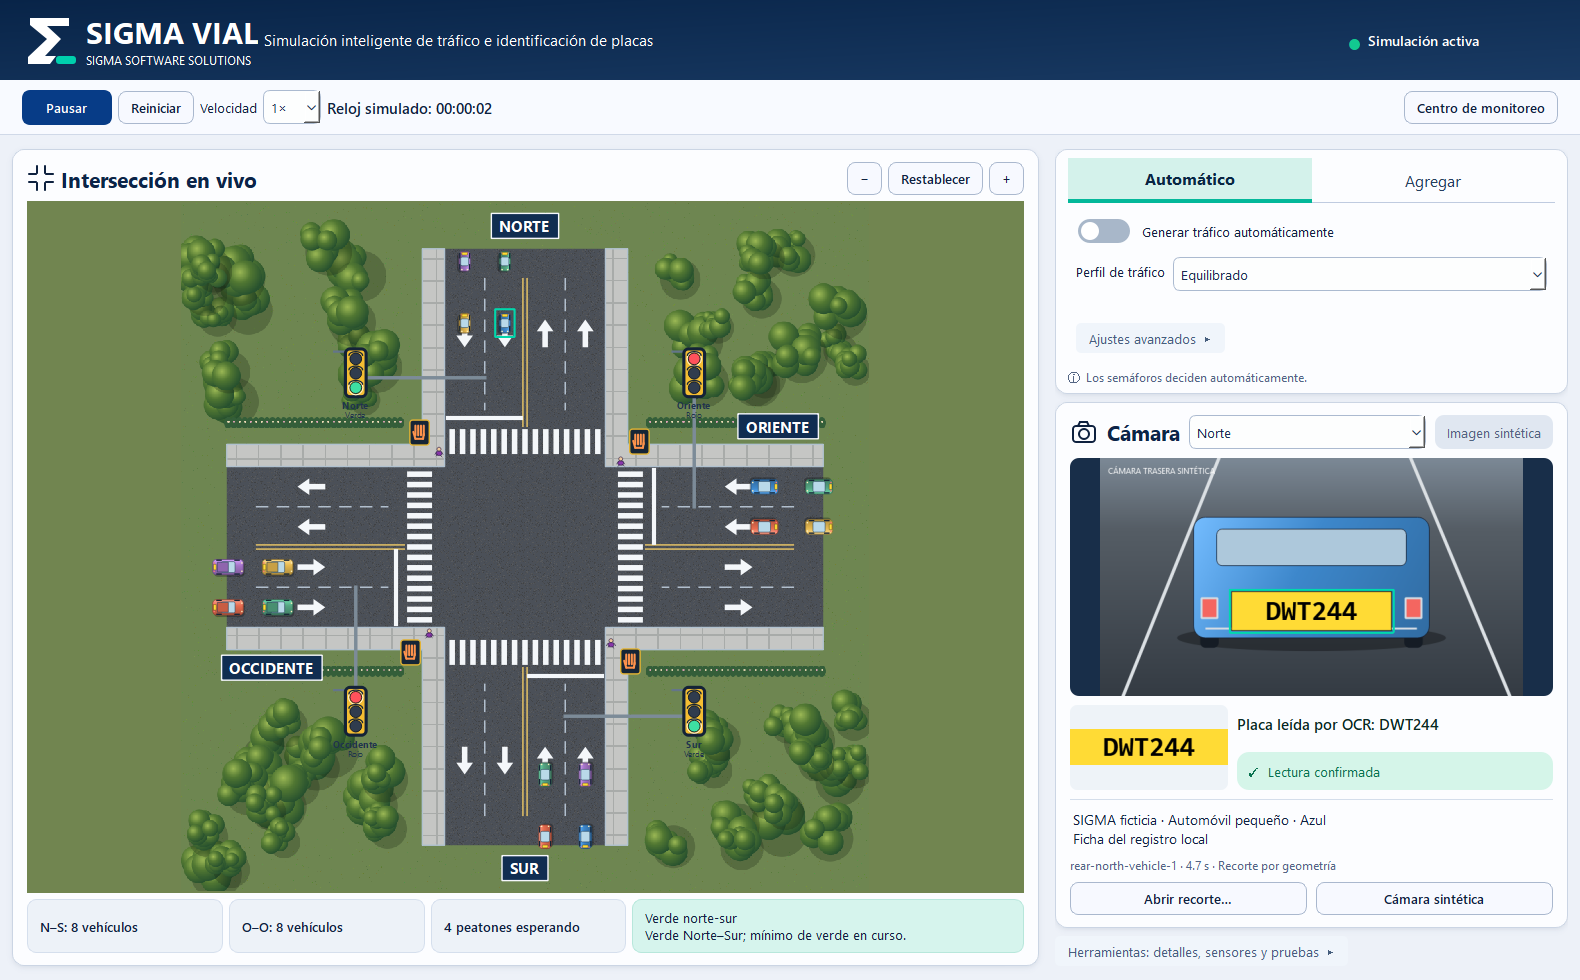 SIGMA VIAL Simulación inteligente de tráfico e identificación de placas
SIGMA SOFTWARE SOLUTIONS
Simulación activa
Pausar
Reiniciar
Velocidad
1×
Reloj simulado: 00:00:02
Centro de monitoreo
Intersección en vivo
−
Restablecer
+
NORTE
Norte
Verde
Oriente
Rojo
ORIENTE
OCCIDENTE
Occidente
Rojo
Sur
Verde
SUR
N–S: 8 vehículos
O–O: 8 vehículos
4 peatones esperando
Verde norte-sur
Verde Norte–Sur; mínimo de verde en curso.
Automático
Agregar
Generar tráfico automáticamente
Perfil de tráfico
Equilibrado
Ajustes avanzados ▸
ⓘ Los semáforos deciden automáticamente.
Cámara
Norte
Imagen sintética
CÁMARA TRASERA SINTÉTICA
DWT244
DWT244
Placa leída por OCR: DWT244
✓ Lectura confirmada
SIGMA ficticia · Automóvil pequeño · Azul
Ficha del registro local
rear-north-vehicle-1 · 4.7 s · Recorte por geometría
Abrir recorte...
Cámara sintética
Herramientas: detalles, sensores y pruebas ▸